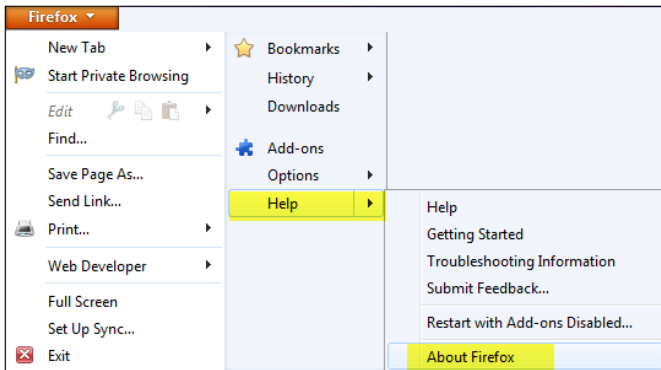 Firefox
New Tab
Start Private Browsing
Edit
Find...
Save Page As...
Send Link...
Print...
Web Developer
Full Screen
Set Up Sync...
Exit
Bookmarks
History
Downloads
Add-ons
Options
Help
Help
Getting Started
Troubleshooting Information
Submit Feedback...
Restart with Add-ons Disabled...
About Firefox